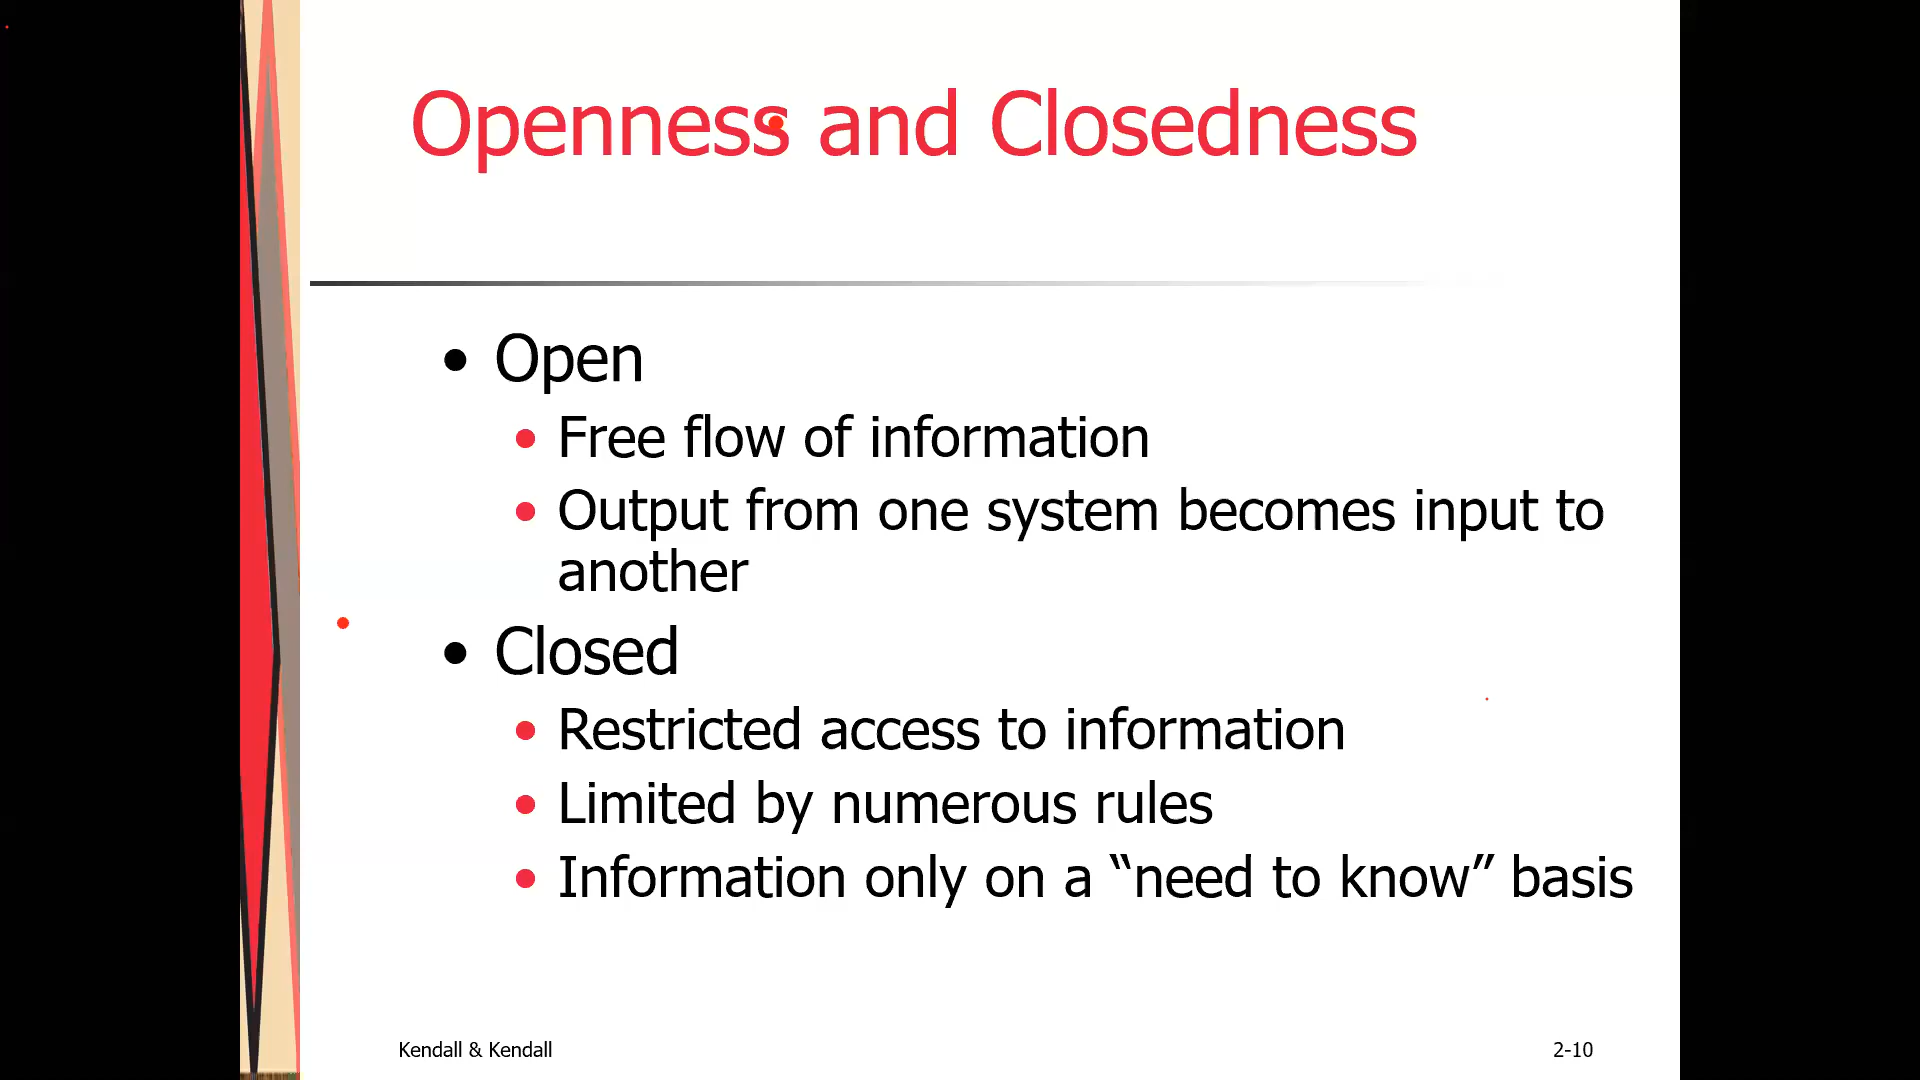 Openness and Closedness
• Open
• Free flow of information
• Output from one system becomes input to
another
• Closed
• Restricted access to information
• Limited by numerous rules
• Information only on a “need to know” basis
Kendall & Kendall
2-10